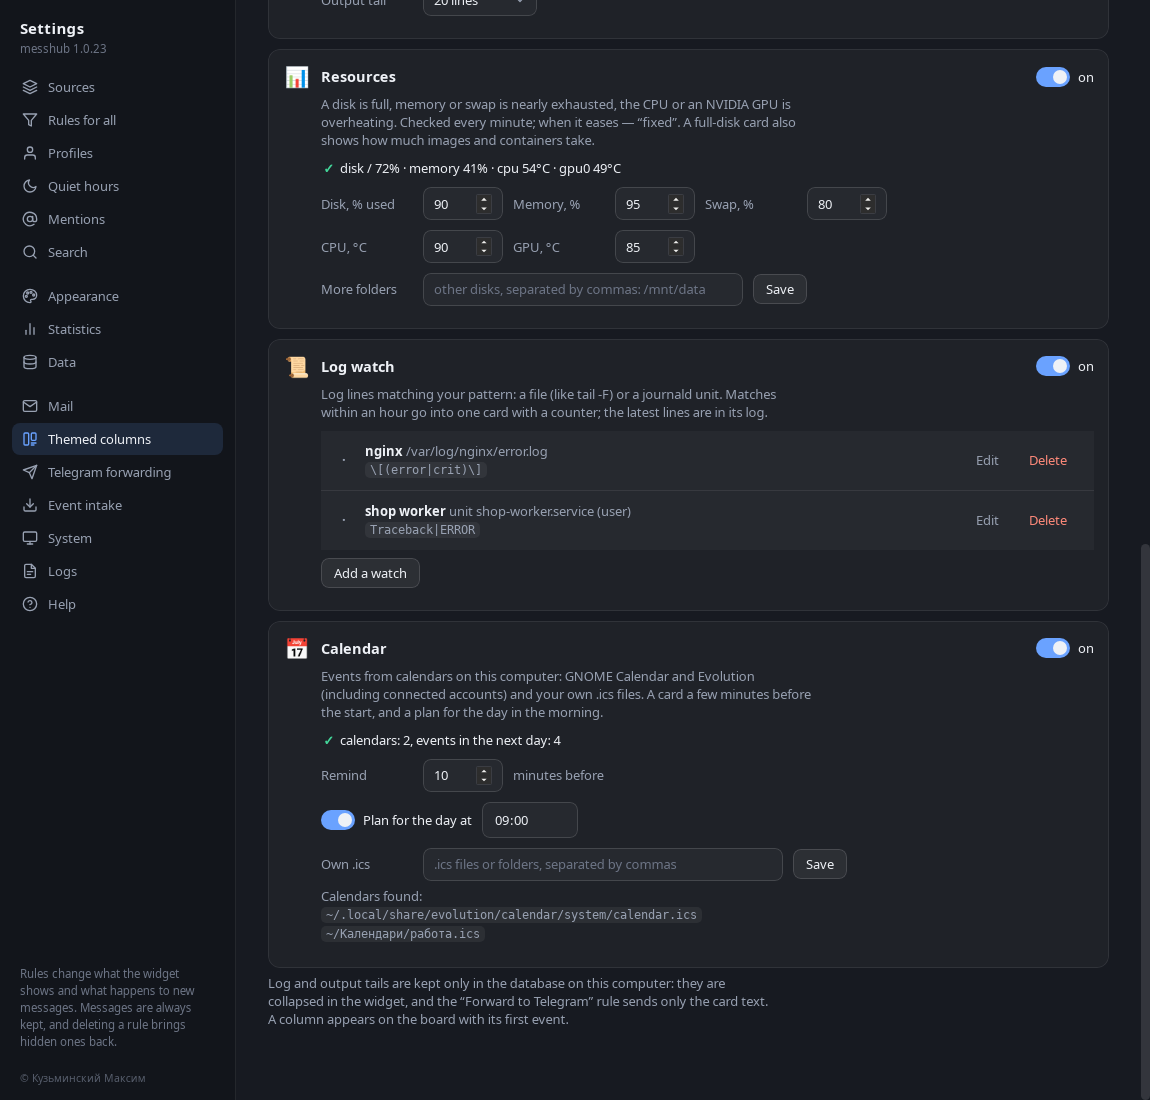 Settings
messhub 1.0.23
Sources
Rules for all
Profiles
Quiet hours
Mentions
Search
Appearance
Statistics
Data
Mail
Themed columns
Telegram forwarding
Event intake
System
Logs
Help
Rules change what the widget
shows and what happens to new
messages. Messages are always
kept, and deleting a rule brings
hidden ones back.
© Кузьминский Максим
Output tail 20 lines
Resources on
A disk is full, memory or swap is nearly exhausted, the CPU or an NVIDIA GPU is
overheating. Checked every minute; when it eases — “fixed”. A full-disk card also
shows how much images and containers take.
✓ disk / 72% · memory 41% · cpu 54°C · gpu0 49°C
Disk, % used 90 Memory, % 95 Swap, % 80
CPU, °C 90 GPU, °C 85
More folders other disks, separated by commas: /mnt/data Save
Log watch on
Log lines matching your pattern: a file (like tail -F) or a journald unit. Matches
within an hour go into one card with a counter; the latest lines are in its log.
· nginx /var/log/nginx/error.log Edit Delete
\[(error|crit)\]
· shop worker unit shop-worker.service (user) Edit Delete
Traceback|ERROR
Add a watch
Calendar on
Events from calendars on this computer: GNOME Calendar and Evolution
(including connected accounts) and your own .ics files. A card a few minutes before
the start, and a plan for the day in the morning.
✓ calendars: 2, events in the next day: 4
Remind 10 minutes before
Plan for the day at 09:00
Own .ics .ics files or folders, separated by commas Save
Calendars found:
~/.local/share/evolution/calendar/system/calendar.ics
~/Календари/работа.ics
Log and output tails are kept only in the database on this computer: they are
collapsed in the widget, and the “Forward to Telegram” rule sends only the card text.
A column appears on the board with its first event.